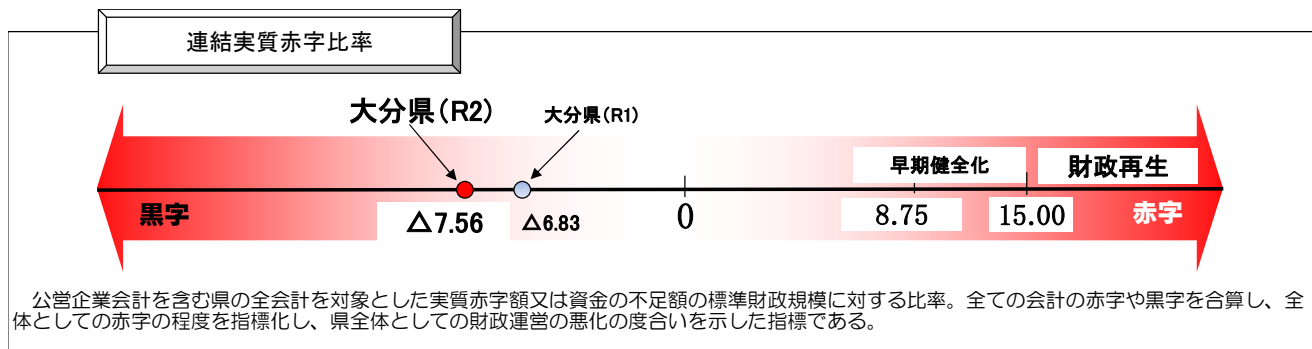 連結実質赤字比率
大分県(R2)
大分県(R1)
早期健全化
財政再生
黒字
△7.56
△6.83
0
8.75
15.00
赤字
公営企業会計を含む県の全会計を対象とした実質赤字額又は資金の不足額の標準財政規模に対する比率。全ての会計の赤字や黒字を合算し、全
体としての赤字の程度を指標化し、県全体としての財政運営の悪化の度合いを示した指標である。